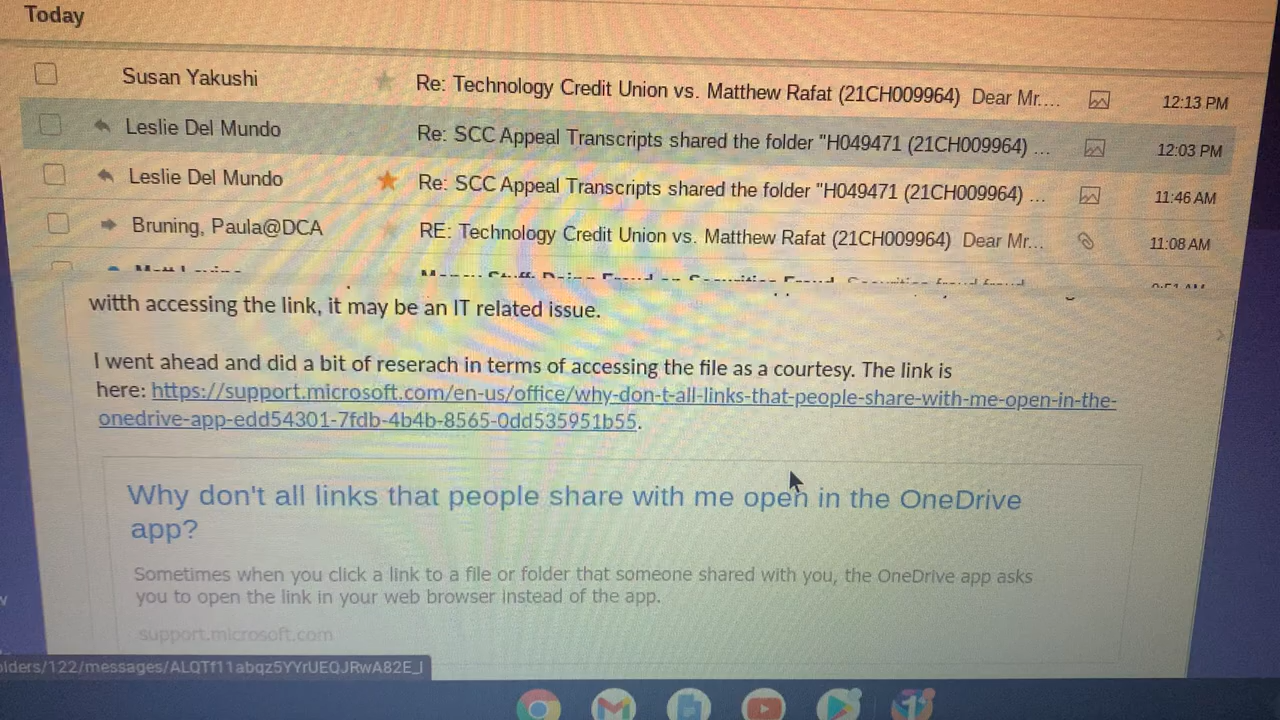 Today
Susan Yakushi Re: Technology Credit Union vs. Matthew Rafat (21CH009964) Dear Mr.... 12:13 PM
Leslie Del Mundo Re: SCC Appeal Transcripts shared the folder "H049471 (21CH009964) ... 12:03 PM
Leslie Del Mundo Re: SCC Appeal Transcripts shared the folder "H049471 (21CH009964) ... 11:46 AM
Bruning, Paula@DCA RE: Technology Credit Union vs. Matthew Rafat (21CH009964) Dear Mr... 11:08 AM
witth accessing the link, it may be an IT related issue.
I went ahead and did a bit of reserach in terms of accessing the file as a courtesy. The link is
here: https://support.microsoft.com/en-us/office/why-don-t-all-links-that-people-share-with-me-open-in-the-
onedrive-app-edd54301-7fdb-4b4b-8565-0dd535951b55.
Why don't all links that people share with me open in the OneDrive
app?
Sometimes when you click a link to a file or folder that someone shared with you, the OneDrive app asks
you to open the link in your web browser instead of the app.
support.microsoft.com
olders/122/messages/ALQTf11abqz5YYrUEQJRwA82E_J